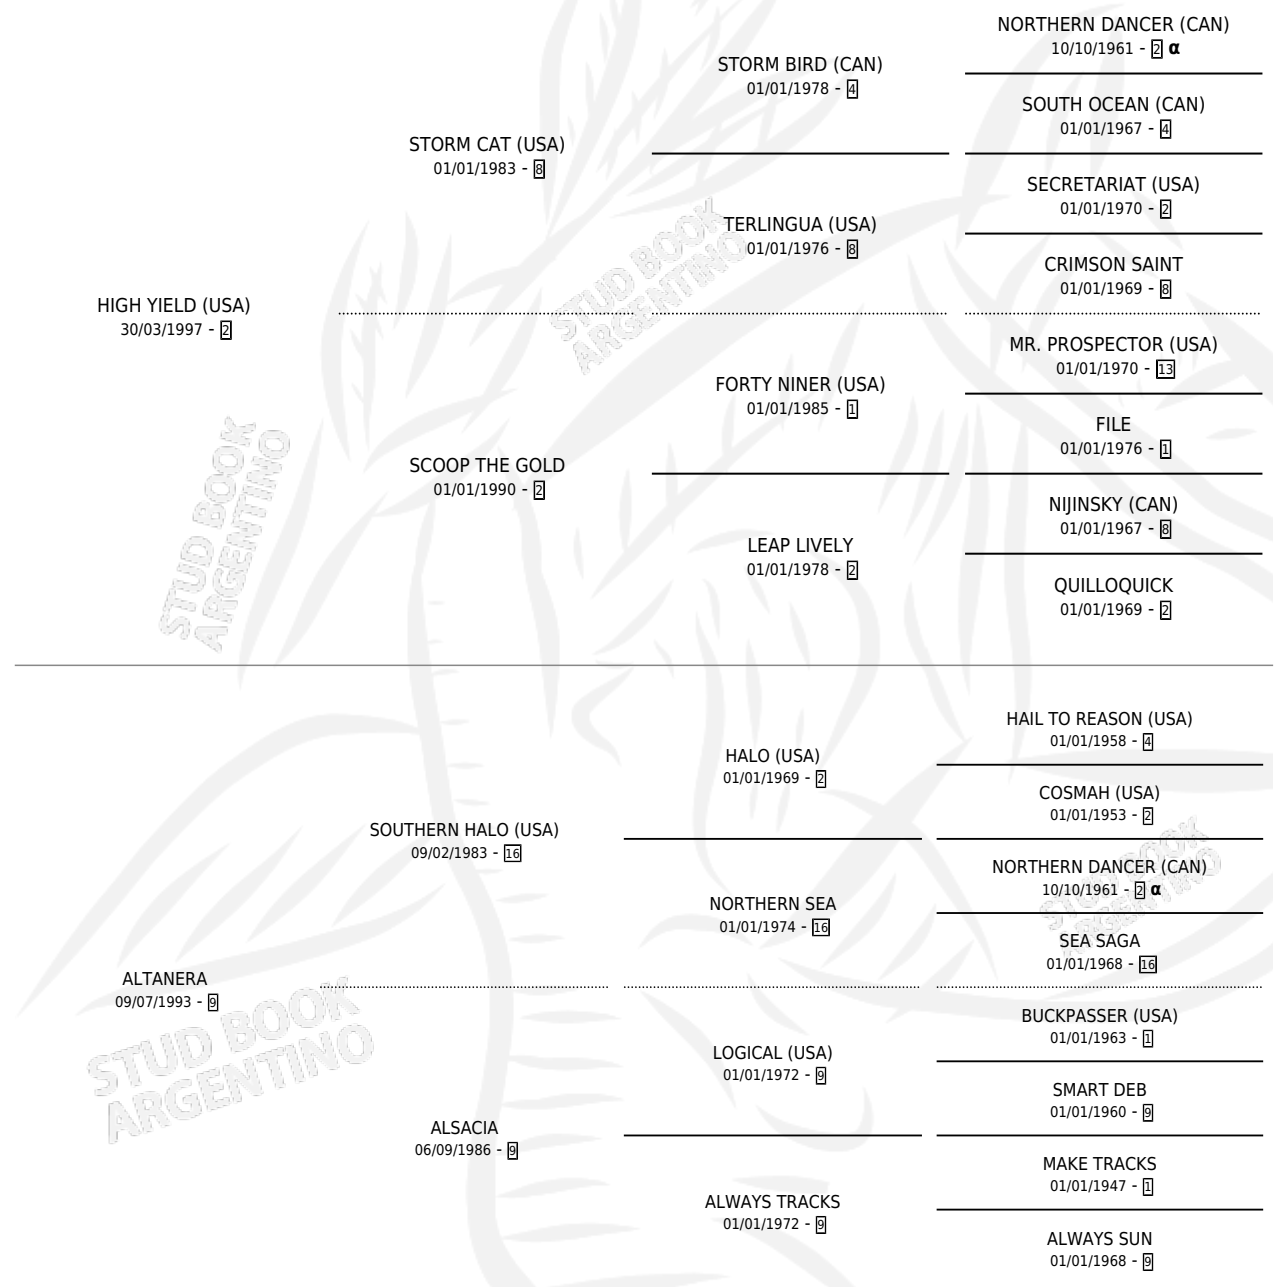 NORTHERN DANCER (CAN)
10/10/1961 - 2 α
STORM BIRD (CAN)
01/01/1978 - 4
SOUTH OCEAN (CAN)
01/01/1967 - 4
STORM CAT (USA)
01/01/1983 - 8
SECRETARIAT (USA)
01/01/1970 - 2
TERLINGUA (USA)
01/01/1976 - 8
CRIMSON SAINT
01/01/1969 - 8
HIGH YIELD (USA)
30/03/1997 - 2
MR. PROSPECTOR (USA)
01/01/1970 - 13
FORTY NINER (USA)
01/01/1985 - 1
FILE
01/01/1976 - 1
SCOOP THE GOLD
01/01/1990 - 2
NIJINSKY (CAN)
01/01/1967 - 8
LEAP LIVELY
01/01/1978 - 2
QUILLOQUICK
01/01/1969 - 2
HAIL TO REASON (USA)
01/01/1958 - 4
HALO (USA)
01/01/1969 - 2
COSMAH (USA)
01/01/1953 - 2
SOUTHERN HALO (USA)
09/02/1983 - 16
NORTHERN DANCER (CAN)
10/10/1961 - 2 α
NORTHERN SEA
01/01/1974 - 16
SEA SAGA
01/01/1968 - 16
ALTANERA
09/07/1993 - 9
BUCKPASSER (USA)
01/01/1963 - 1
LOGICAL (USA)
01/01/1972 - 9
SMART DEB
01/01/1960 - 9
ALSACIA
06/09/1986 - 9
MAKE TRACKS
01/01/1947 - 1
ALWAYS TRACKS
01/01/1972 - 9
ALWAYS SUN
01/01/1968 - 9
STUD BOOK
ARGENTINO
STUD BOOK
ARGENTINO
STUD BOOK
ARGENTINO
STUD BOOK
ARGENTINO